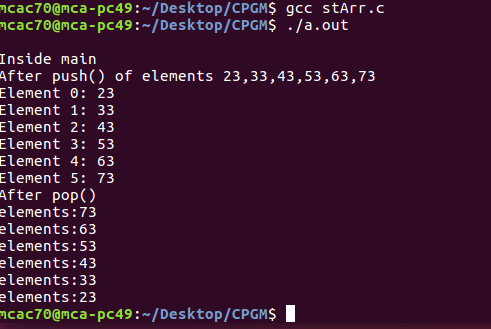 mcac70@mca-pc49:~/Desktop/CPGM$ gcc stArr.c
mcac70@mca-pc49:~/Desktop/CPGM$ ./a.out
Inside main
After push() of elements 23,33,43,53,63,73
Element 0: 23
Element 1: 33
Element 2: 43
Element 3: 53
Element 4: 63
Element 5: 73
After pop()
elements:73
elements:63
elements:53
elements:43
elements:33
elements:23
mcac70@mca-pc49:~/Desktop/CPGM$